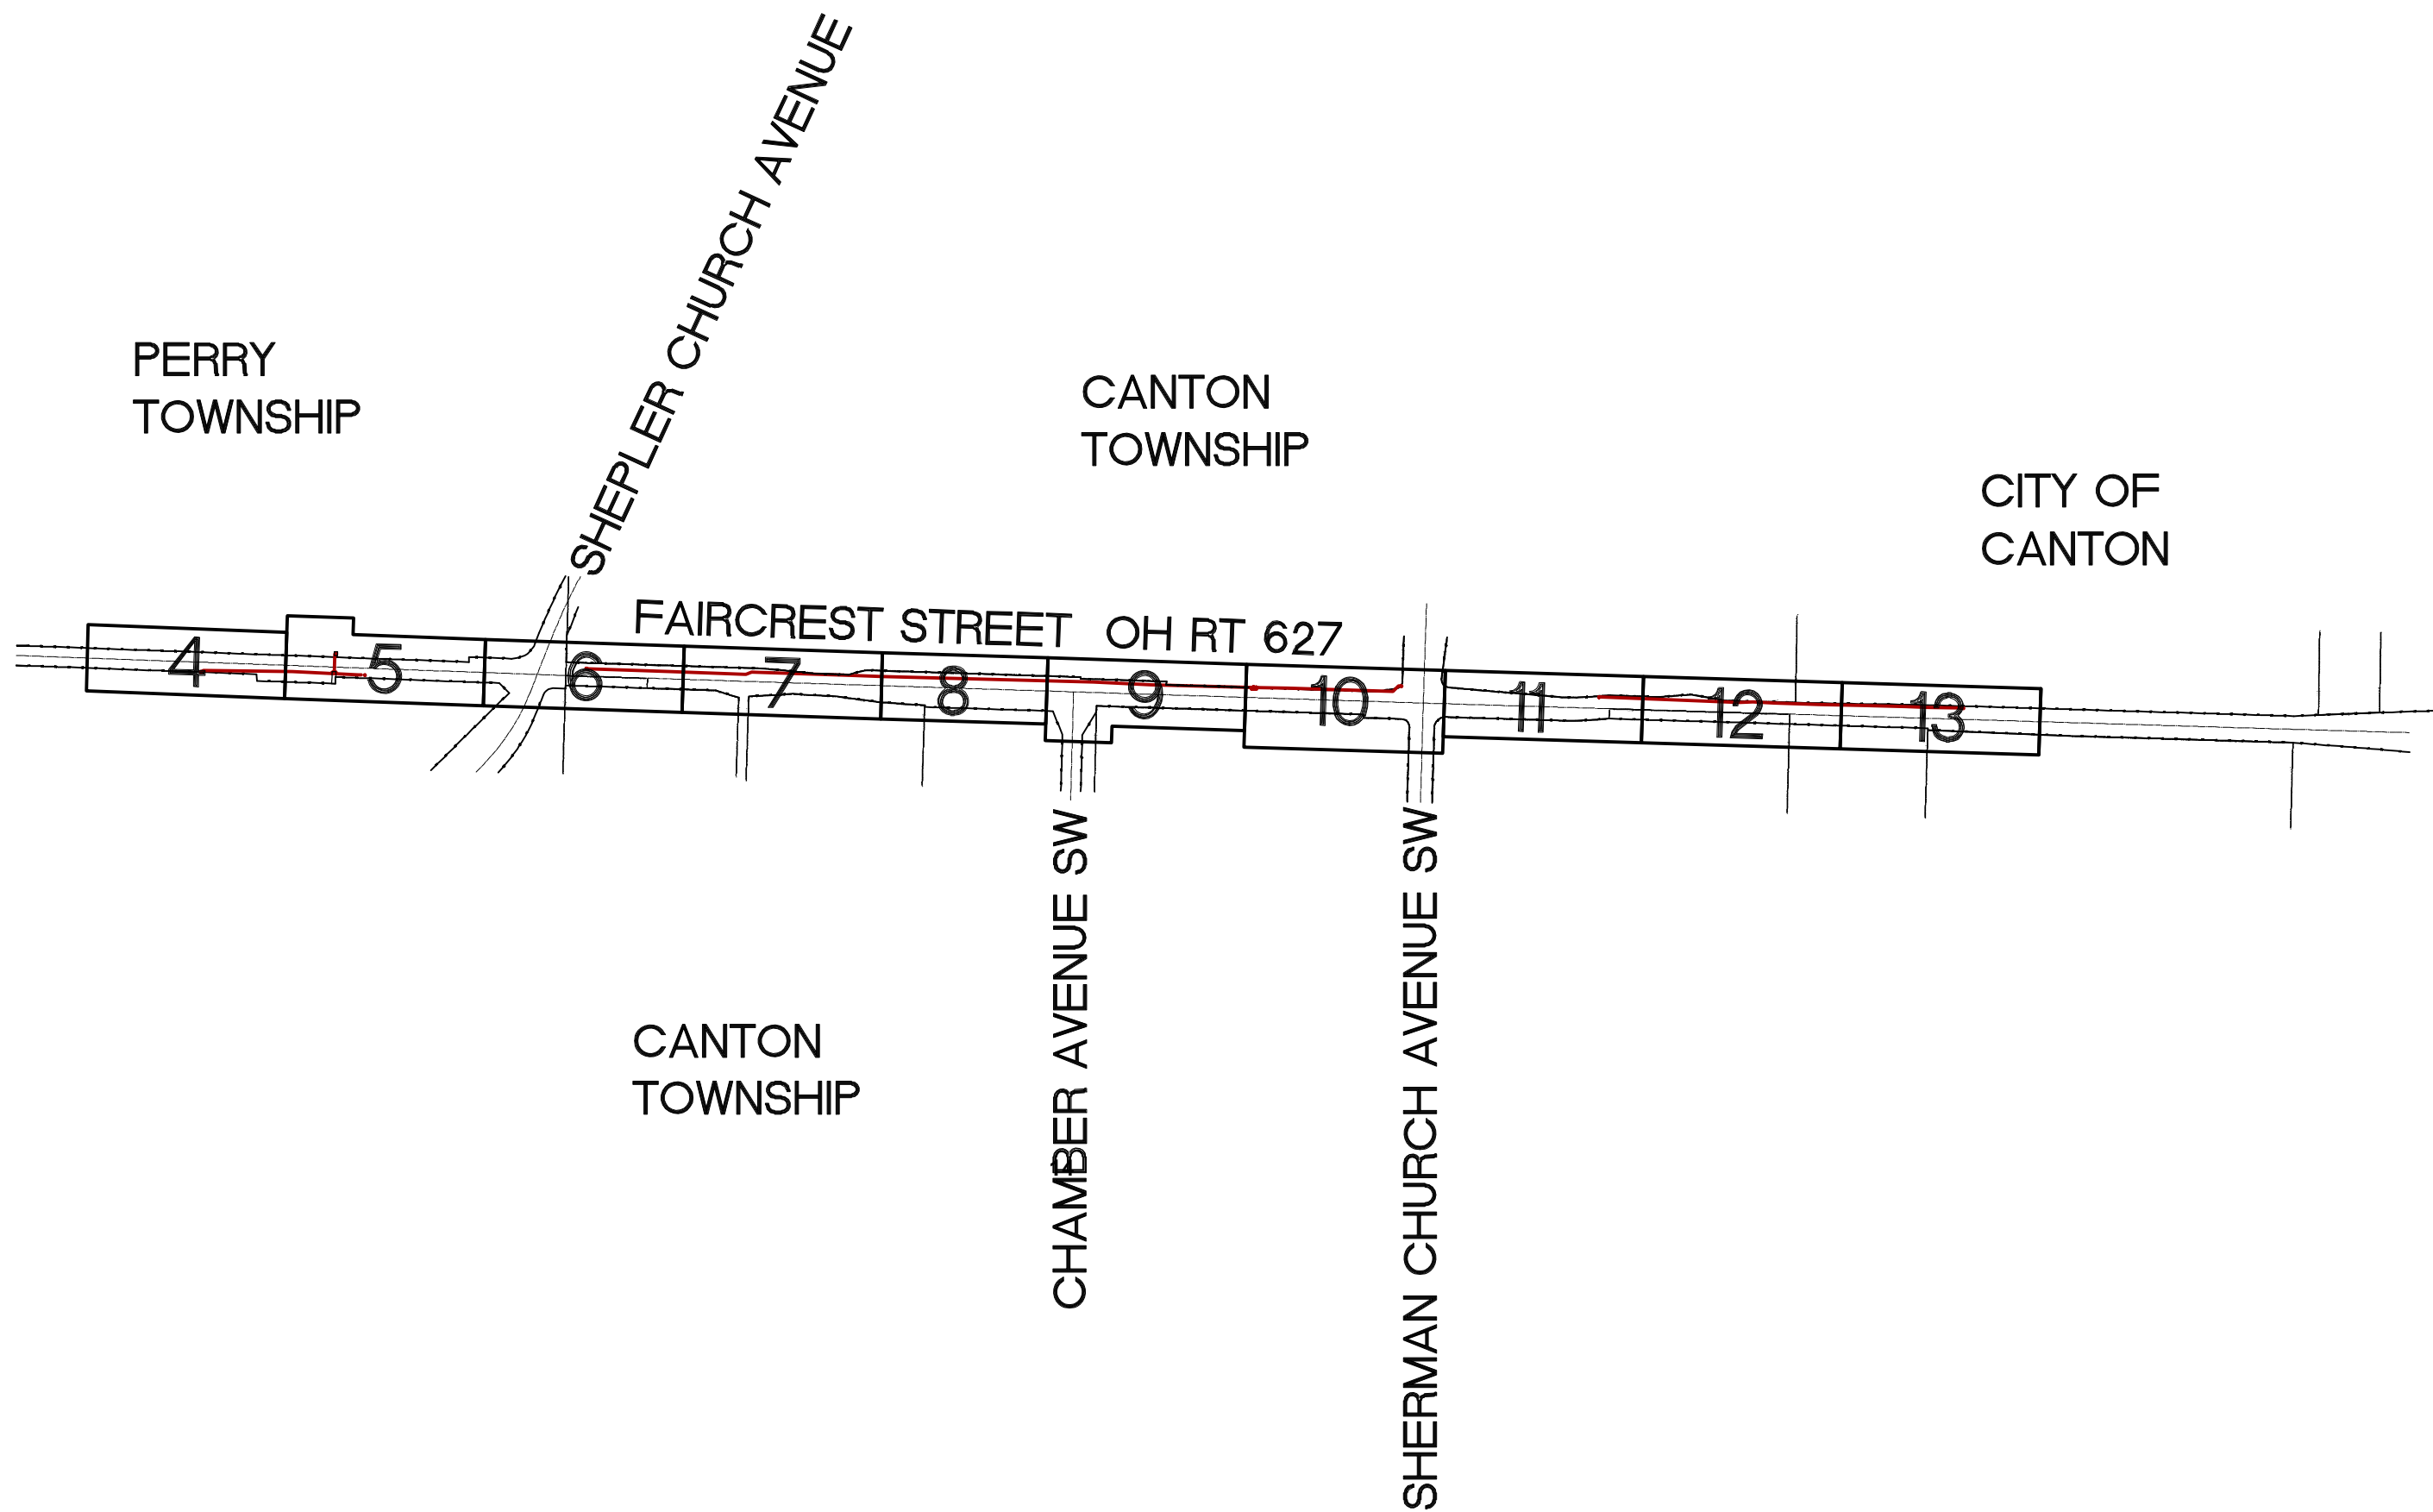 SHEPLER CHURCH AVENUE
PERRY
TOWNSHIP
CANTON
TOWNSHIP
CITY OF
CANTON
FAIRCREST STREET OH RT 627
4
5
6
7
8
9
10
11
12
13
CHAMBER AVENUE SW
SHERMAN CHURCH AVENUE SW
CANTON
TOWNSHIP